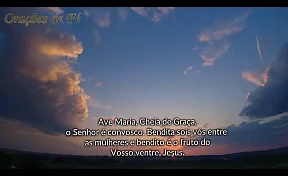 Orações da Fé
Ave Maria, Cheia de Graça,
o Senhor é convosco. Bendita sois vós entre
as mulheres e bendito é o fruto do
Vosso ventre, Jesus.